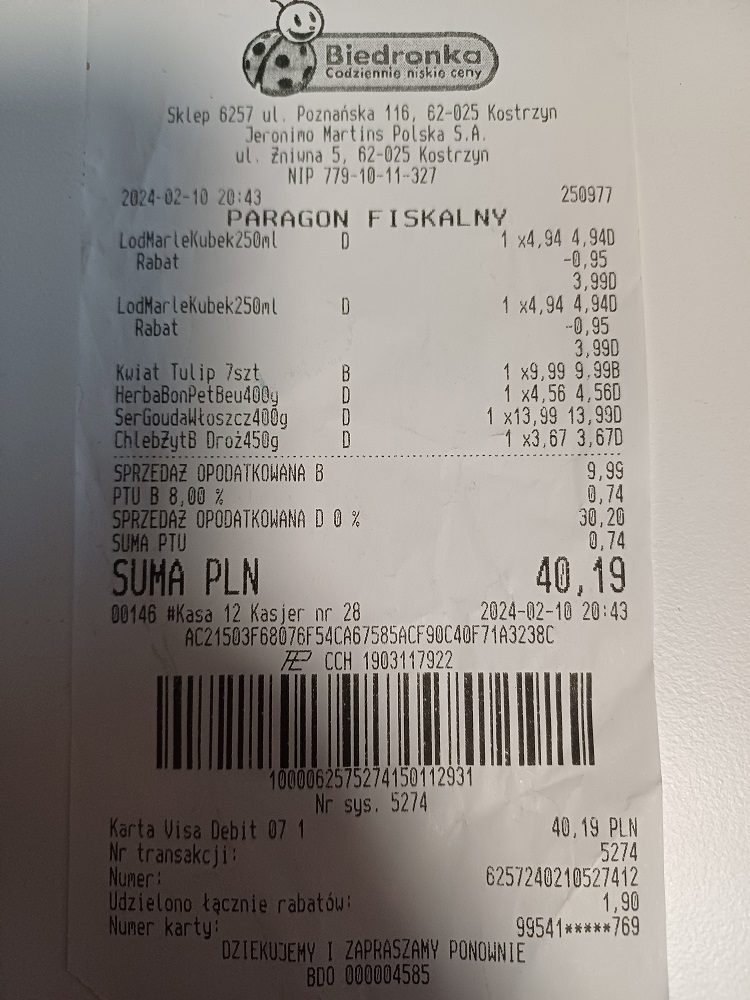 Biedronka
Codziennie niskie ceny
Sklep 6257 ul. Poznańska 116, 62-025 Kostrzyn
Jeronimo Martins Polska S.A.
ul. Żniwna 5, 62-025 Kostrzyn
NIP 779-10-11-327
2024-02-10 20:43 250977
PARAGON FISKALNY
LodMarleKubek250ml D 1 x4,94 4,94D
Rabat -0,95
3,99D
LodMarleKubek250ml D 1 x4,94 4,94D
Rabat -0,95
3,99D
Kwiat Tulip 7szt B 1 x9,99 9,99B
HerbaBonPetBeu400g D 1 x4,56 4,56D
SerGoudaWłoszcz400g D 1 x13,99 13,99D
ChlebŻytB Droż450g D 1 x3,67 3,67D
SPRZEDAŻ OPODATKOWANA B 9,99
PTU B 8,00 % 0,74
SPRZEDAŻ OPODATKOWANA D 0 % 30,20
SUMA PTU 0,74
SUMA PLN 40,19
00146 #Kasa 12 Kasjer nr 28 2024-02-10 20:43
AC21503F68076F54CA67585ACF90C40F71A3238C
CCH 1903117922
1000062575274150112931
Nr sys. 5274
Karta Visa Debit 07 1 40,19 PLN
Nr transakcji: 5274
Numer: 6257240210527412
Udzielono łącznie rabatów: 1,90
Numer karty: 99541*****769
DZIEKUJEMY I ZAPRASZAMY PONOWNIE
BDO 000004585